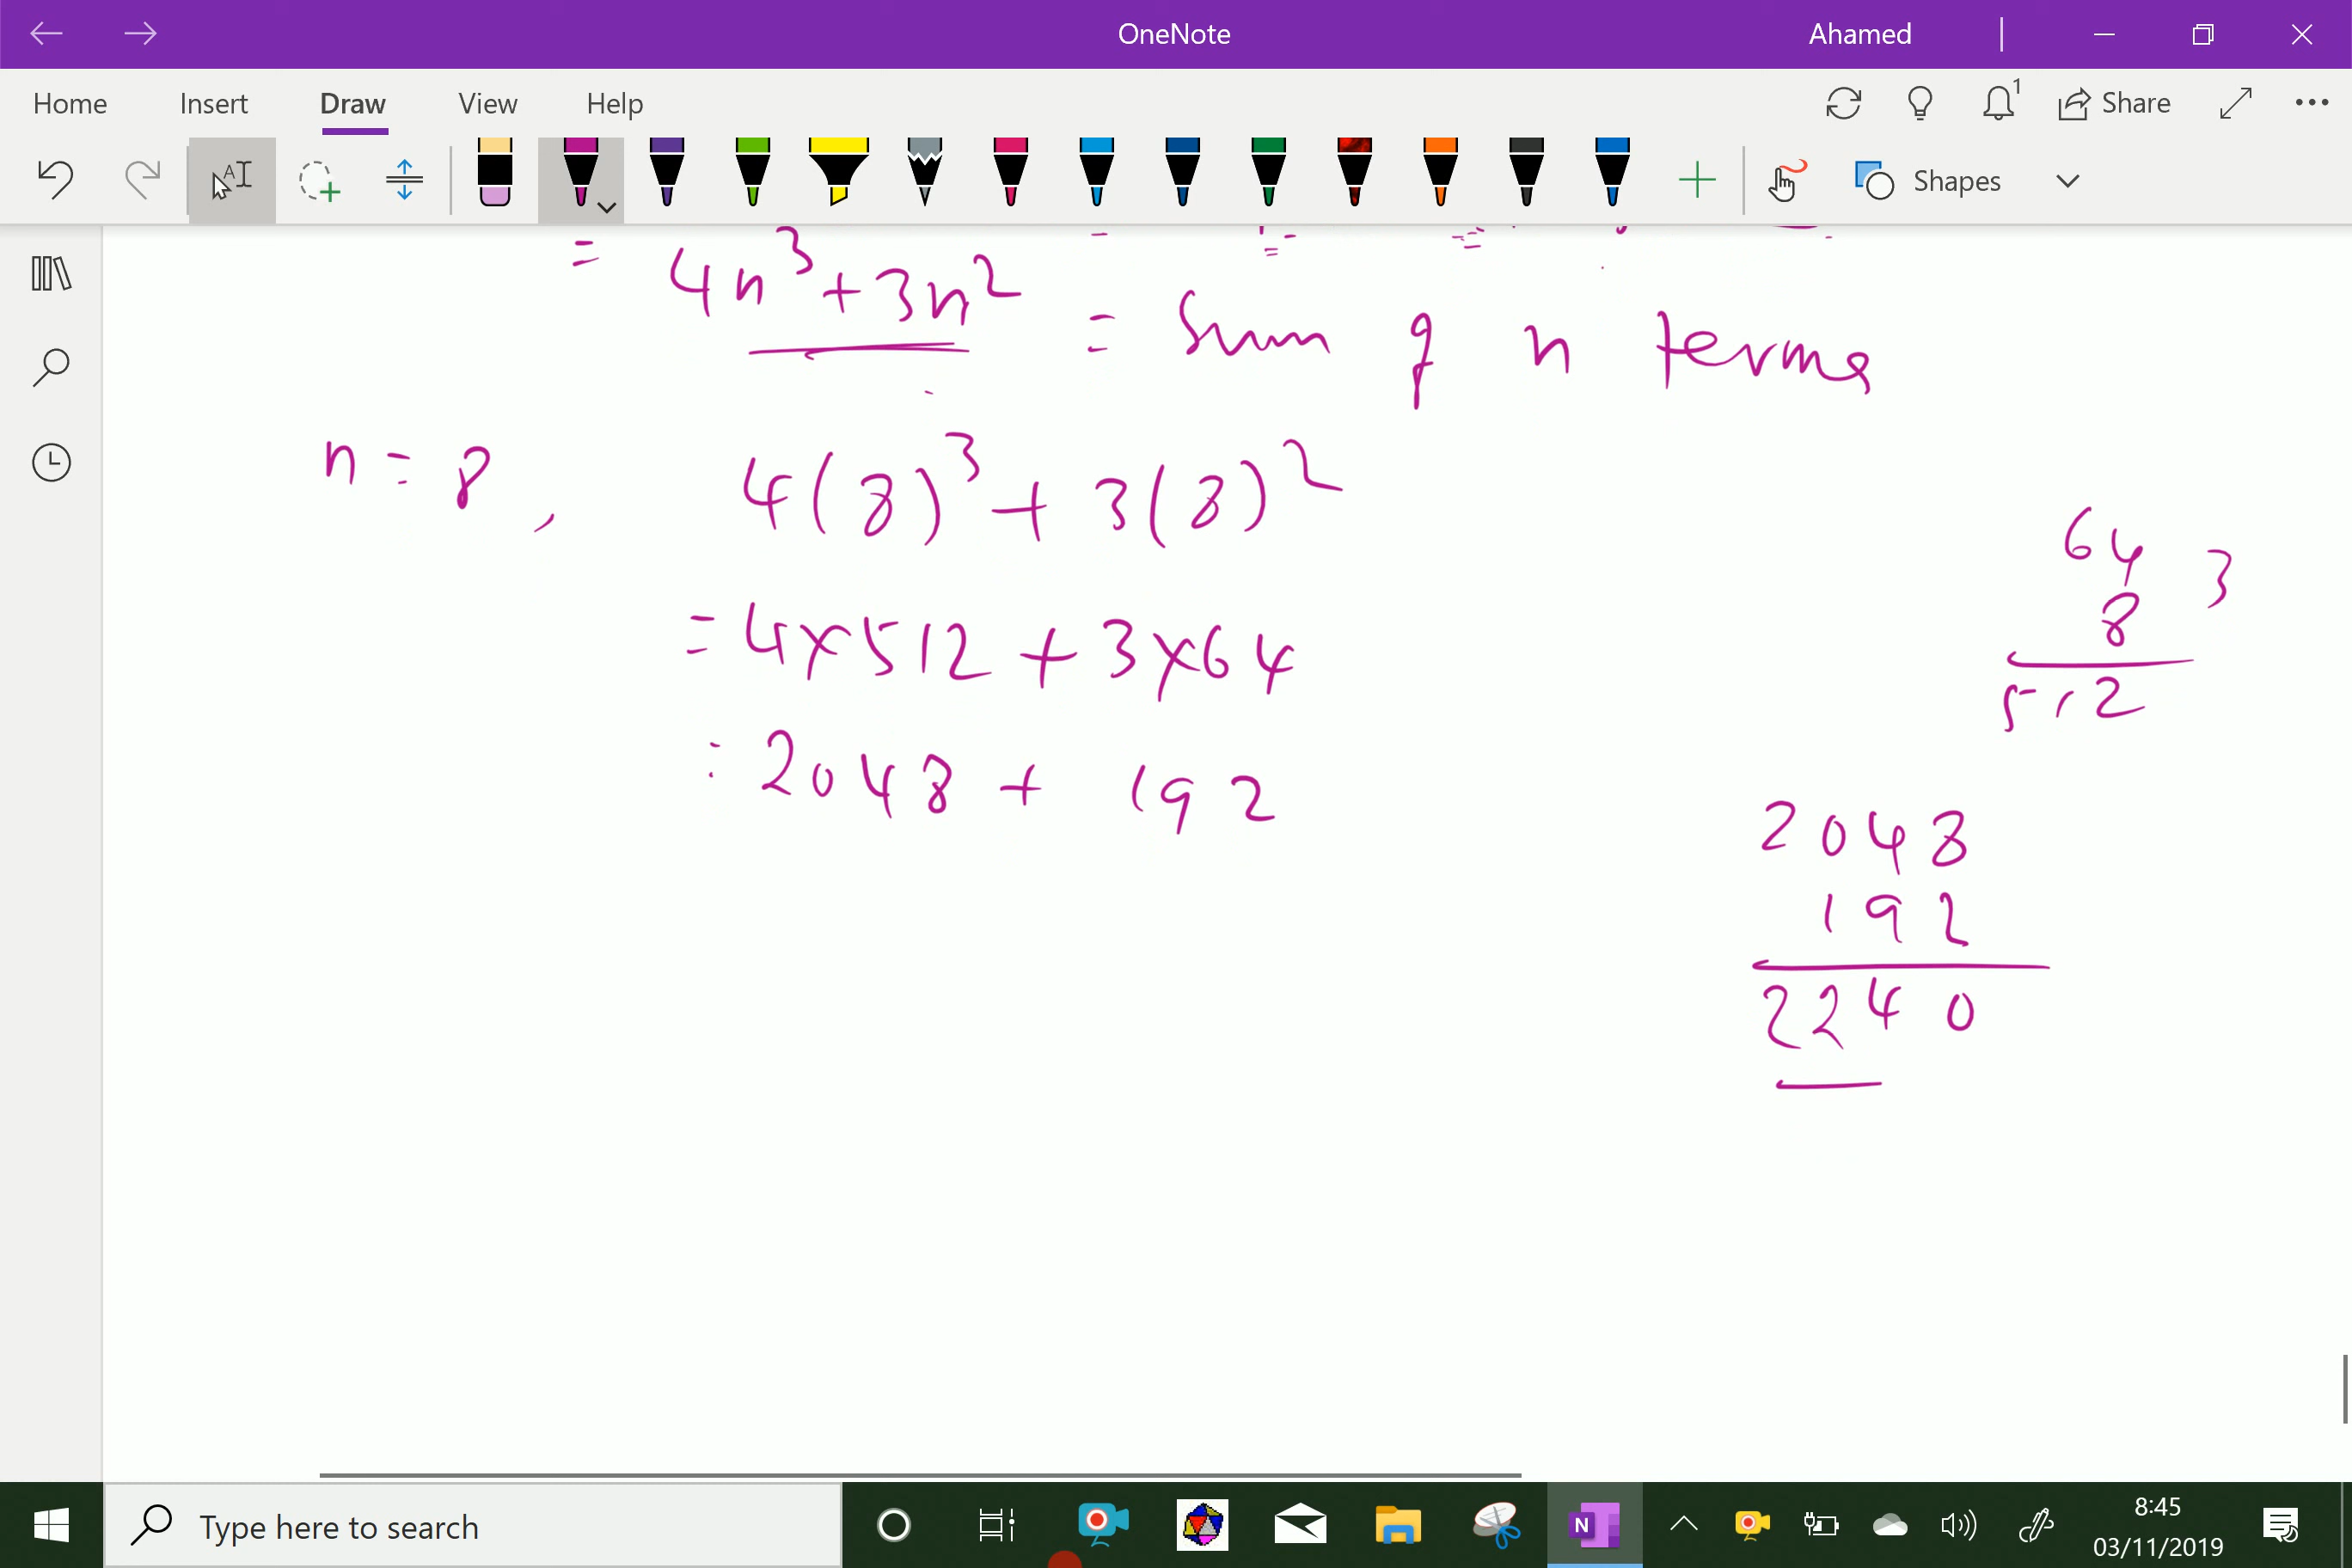 OneNote
Ahamed
Home Insert Draw View Help
1
Share
AI
Shapes
= 4n³+3n² = Sum of n terms
n = 8, 4(8)³+ 3(8)²
= 4×512 + 3×64
= 2048 + 192
64 3
8
512
2048
192
2240
Type here to search
N
8:45
03/11/2019